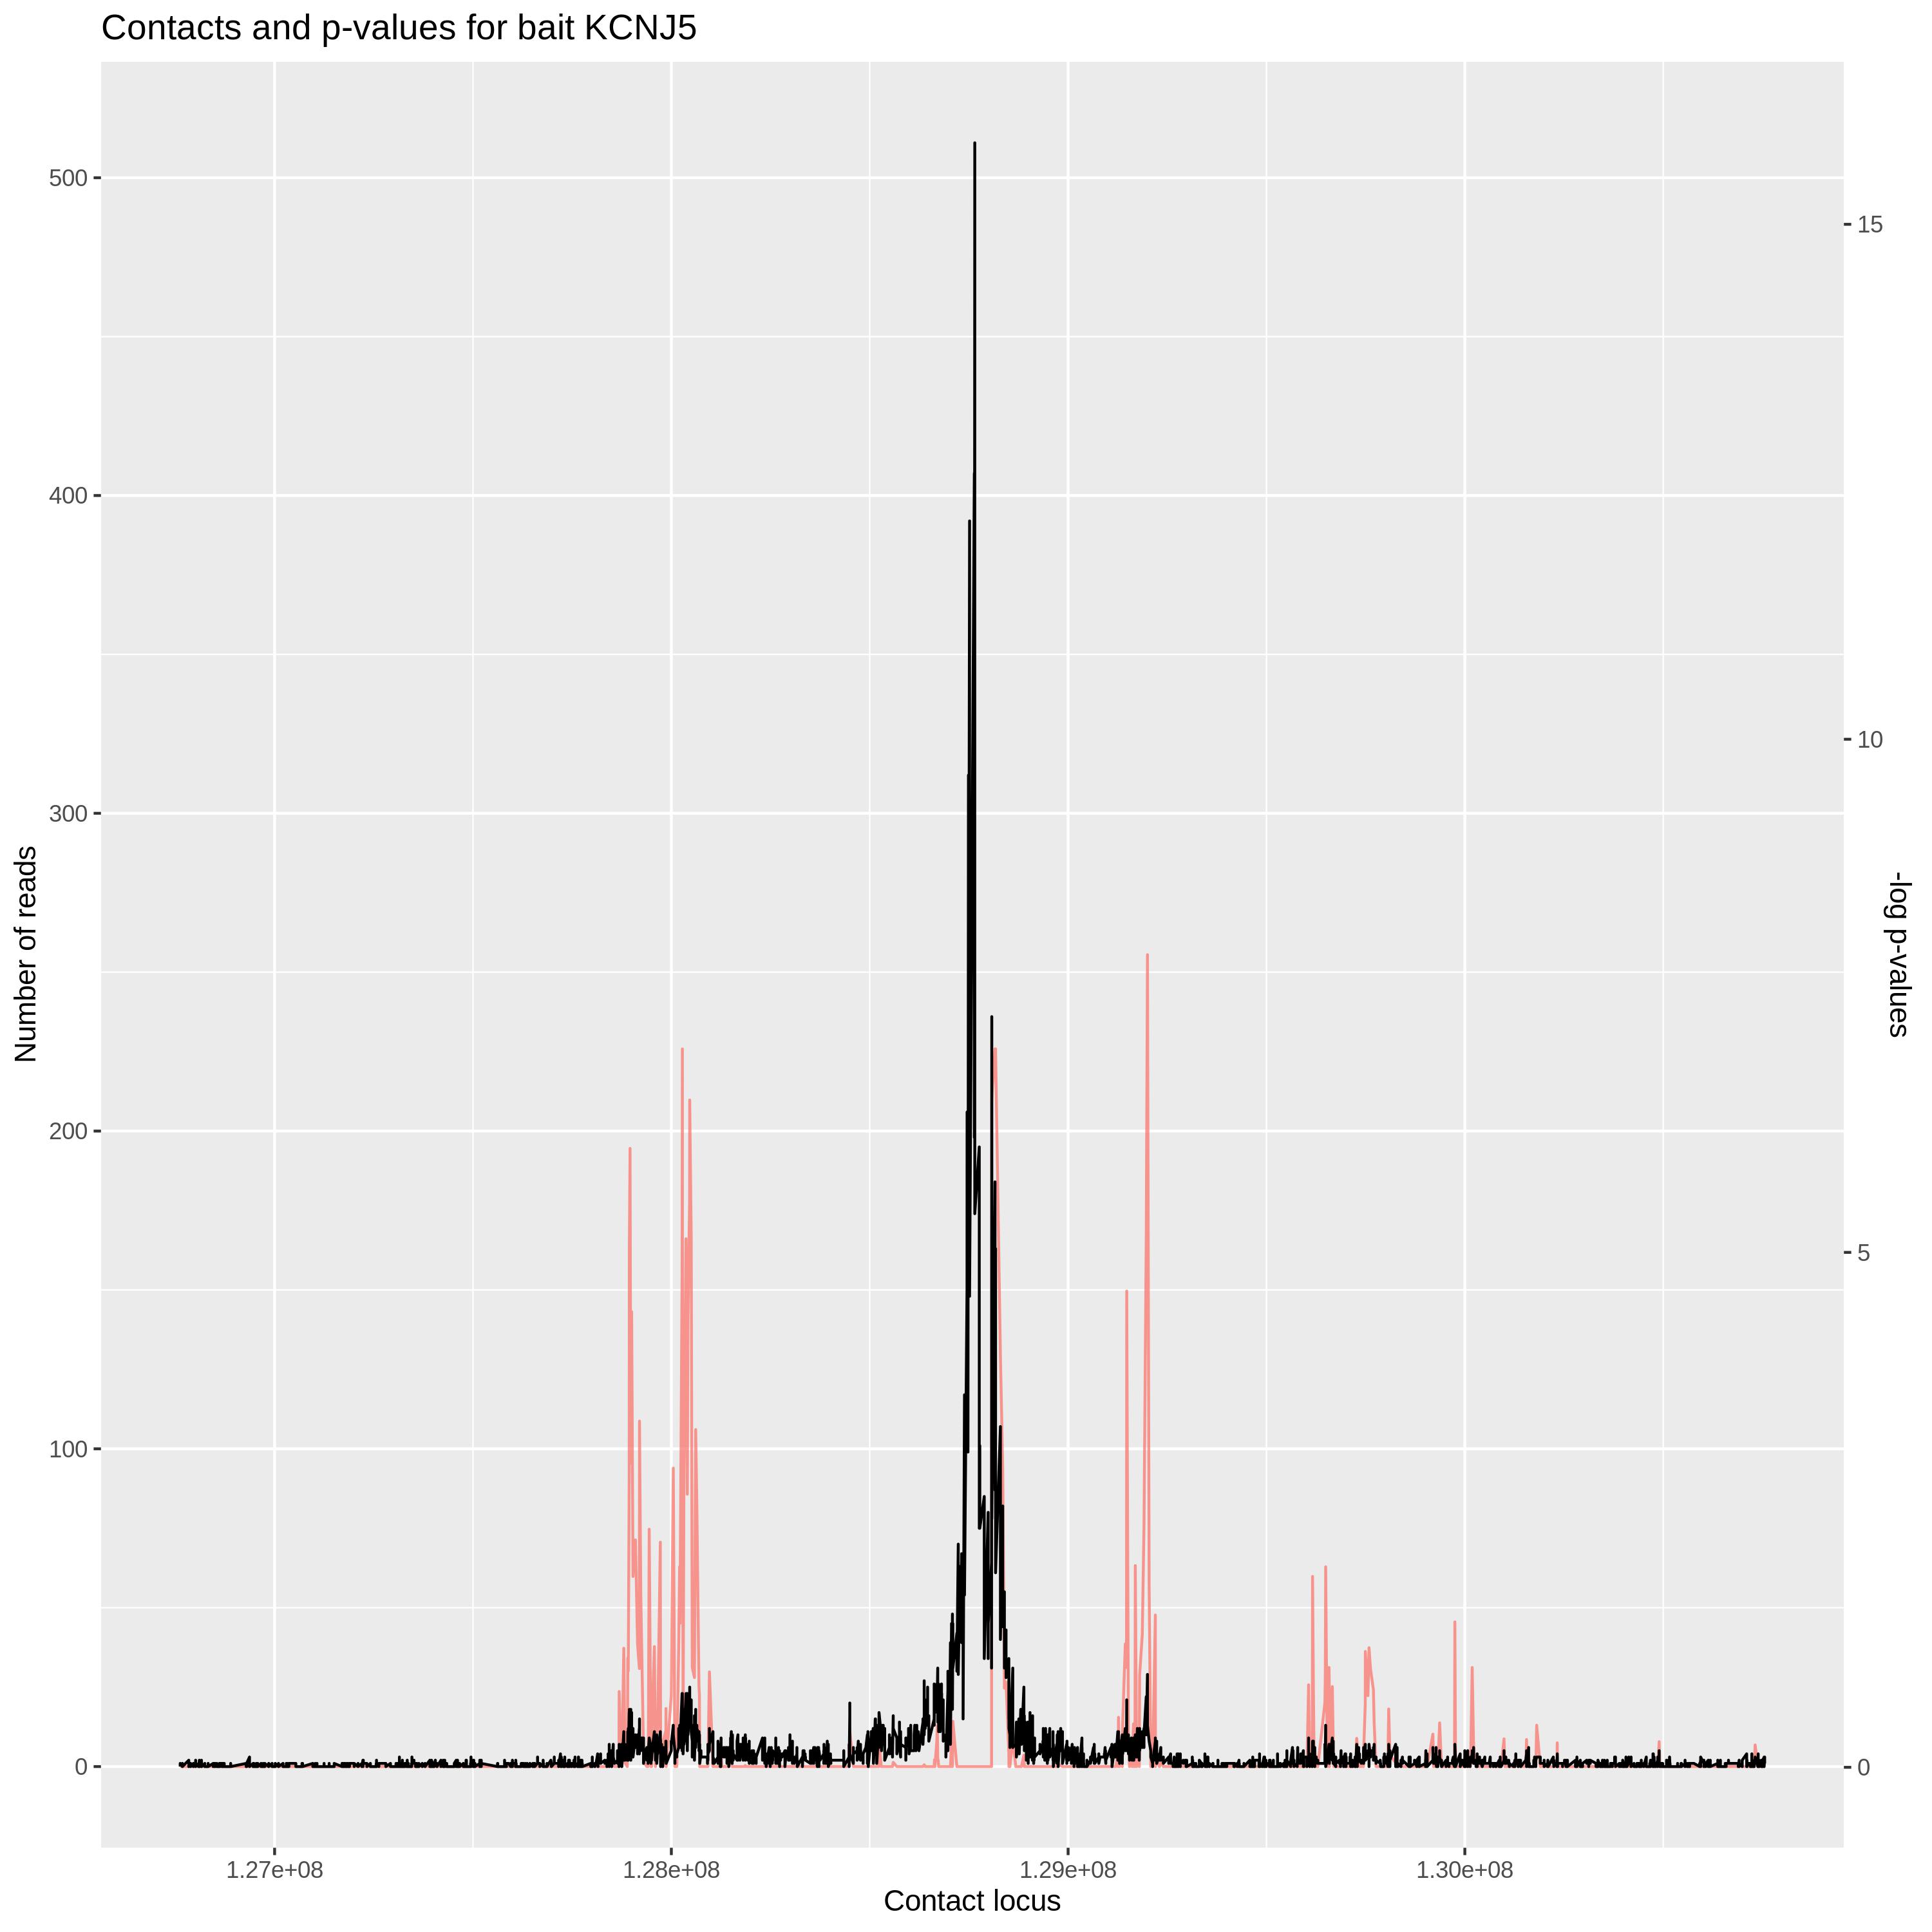 Contacts and p-values for bait KCNJ5
500
400
300
200
100
0
Number of reads
15
10
5
0
-log p-values
1.27e+08
1.28e+08
1.29e+08
1.30e+08
Contact locus